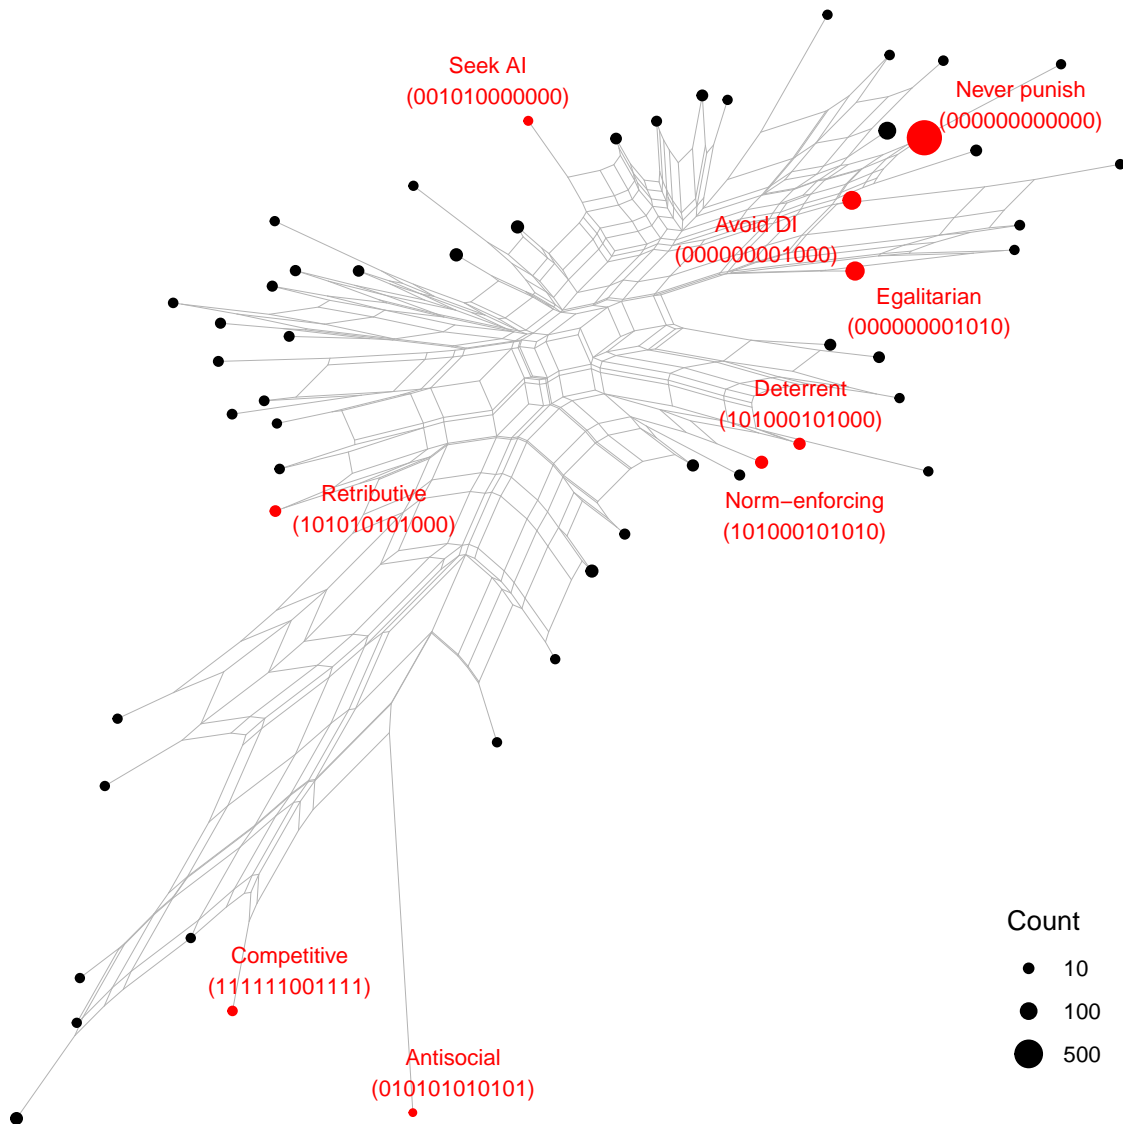 Seek AI
(001010000000)
Never punish
(000000000000)
Avoid DI
(000000001000)
Egalitarian
(000000001010)
Deterrent
(101000101000)
Retributive
(101010101000)
Norm−enforcing
(101000101010)
Competitive
(111111001111)
Antisocial
(010101010101)
Count
10
100
500